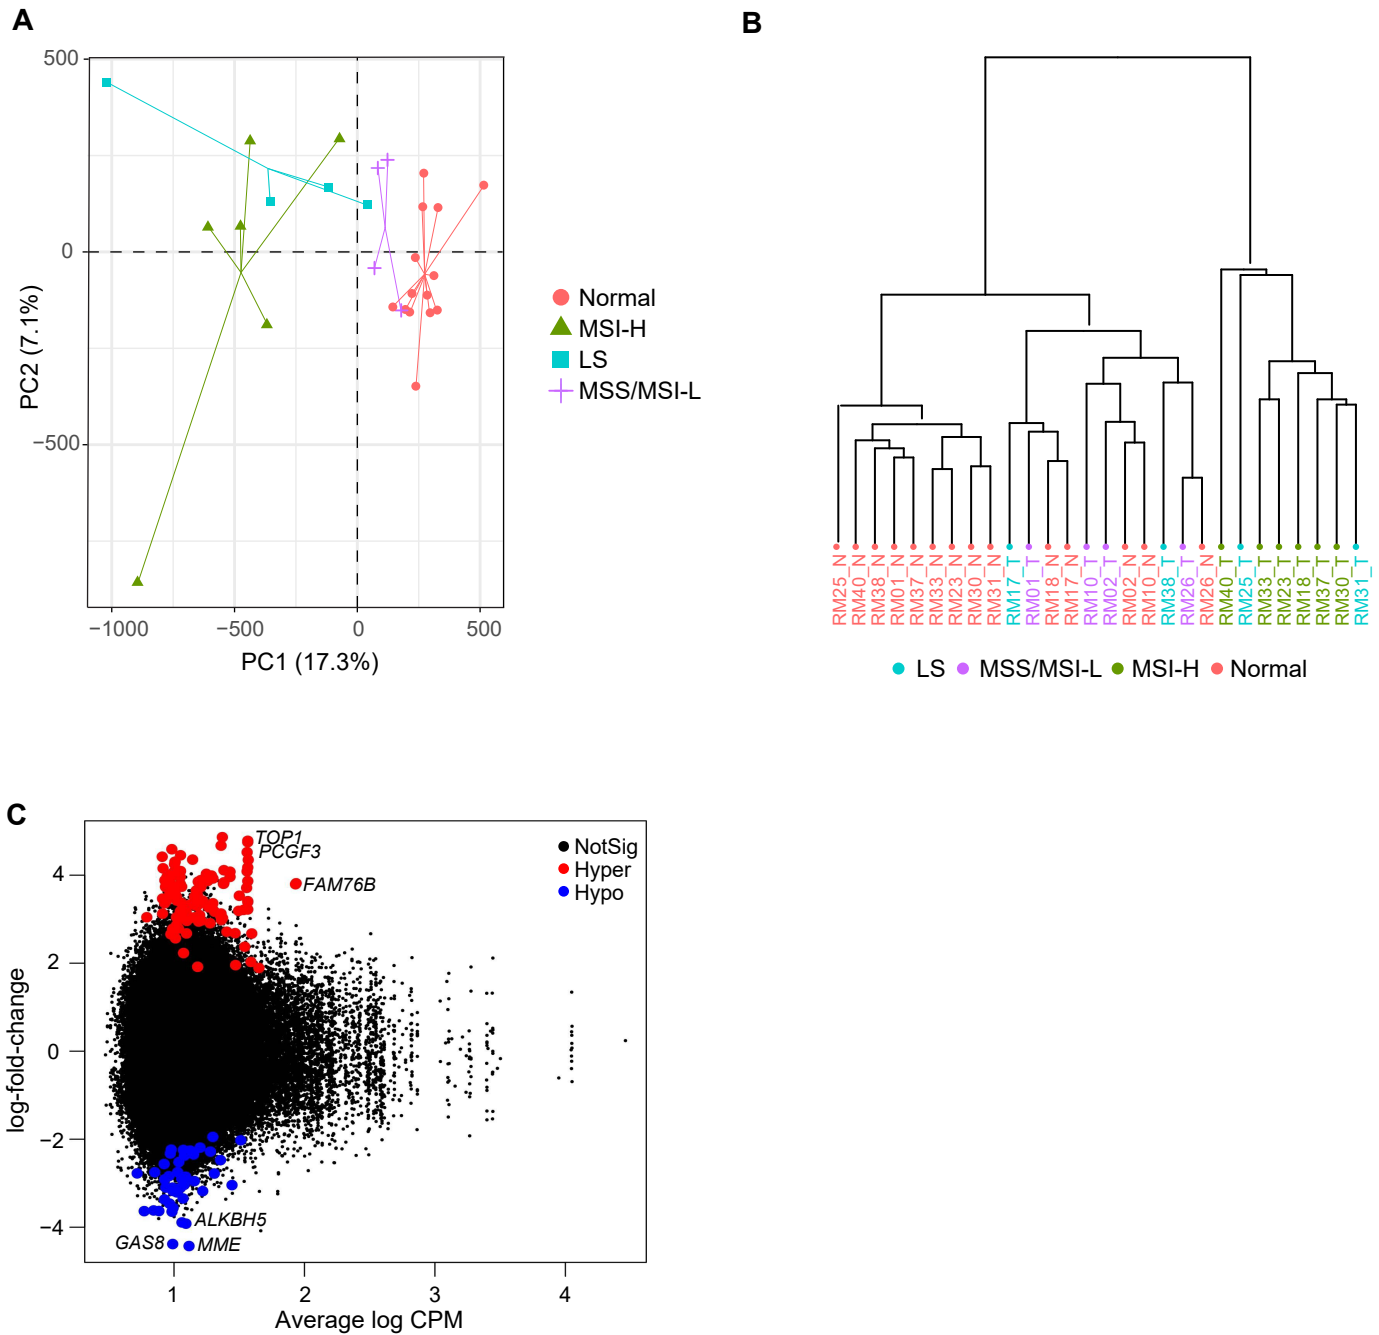 A
500
0
−500
−1000
−500
0
500
PC1 (17.3%)
PC2 (7.1%)
Normal
MSI-H
LS
MSS/MSI-L
B
RM25_N
RM40_N
RM38_N
RM01_N
RM37_N
RM33_N
RM23_N
RM30_N
RM31_N
RM17_T
RM01_T
RM18_N
RM17_N
RM10_T
RM02_T
RM02_N
RM10_N
RM38_T
RM26_T
RM26_N
RM40_T
RM25_T
RM33_T
RM23_T
RM18_T
RM37_T
RM30_T
RM31_T
LS MSS/MSI-L MSI-H Normal
C
TOP1
PCGF3
FAM76B
NotSig
Hyper
Hypo
4
2
0
−2
−4
log-fold-change
ALKBH5
GAS8
MME
1 2 3 4
Average log CPM